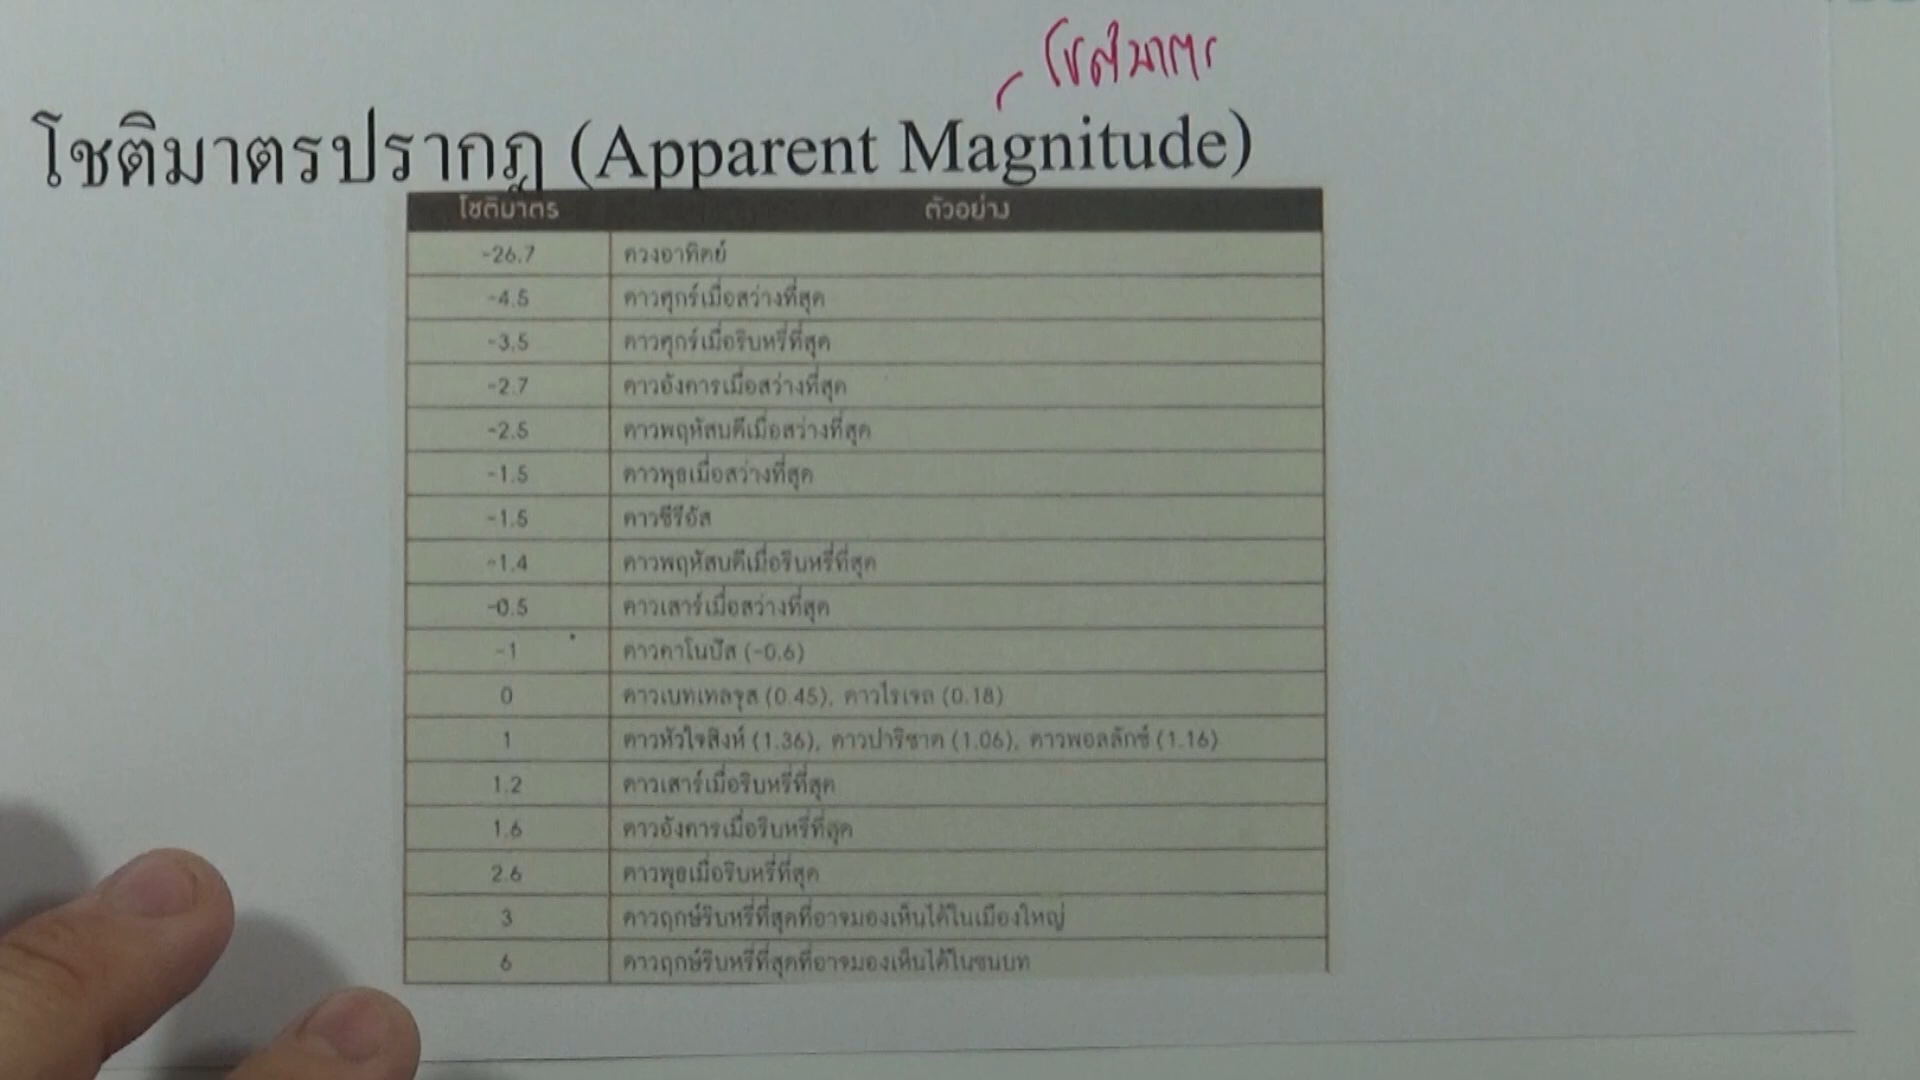 โชติมาตร
โชติมาตรปรากฏ (Apparent Magnitude)
โชติมาตร ตัวอย่าง
-26.7 ดวงอาทิตย์
-4.5 ดาวศุกร์เมื่อสว่างที่สุด
-3.5 ดาวศุกร์เมื่อริบหรี่ที่สุด
-2.7 ดาวอังคารเมื่อสว่างที่สุด
-2.5 ดาวพฤหัสบดีเมื่อสว่างที่สุด
-1.5 ดาวพุธเมื่อสว่างที่สุด
-1.5 ดาวซีรีอัส
-1.4 ดาวพฤหัสบดีเมื่อริบหรี่ที่สุด
-0.5 ดาวเสาร์เมื่อสว่างที่สุด
-1 ดาวคาโนปัส (-0.6)
0 ดาวเบทเทลจุส (0.45), ดาวไรเจล (0.18)
1 ดาวหัวใจสิงห์ (1.36), ดาวปาริชาต (1.06), ดาวพอลลักซ์ (1.16)
1.2 ดาวเสาร์เมื่อริบหรี่ที่สุด
1.6 ดาวอังคารเมื่อริบหรี่ที่สุด
2.6 ดาวพุธเมื่อริบหรี่ที่สุด
3 ดาวฤกษ์ริบหรี่ที่สุดที่อาจมองเห็นได้ในเมืองใหญ่
6 ดาวฤกษ์ริบหรี่ที่สุดที่อาจมองเห็นได้ในชนบท